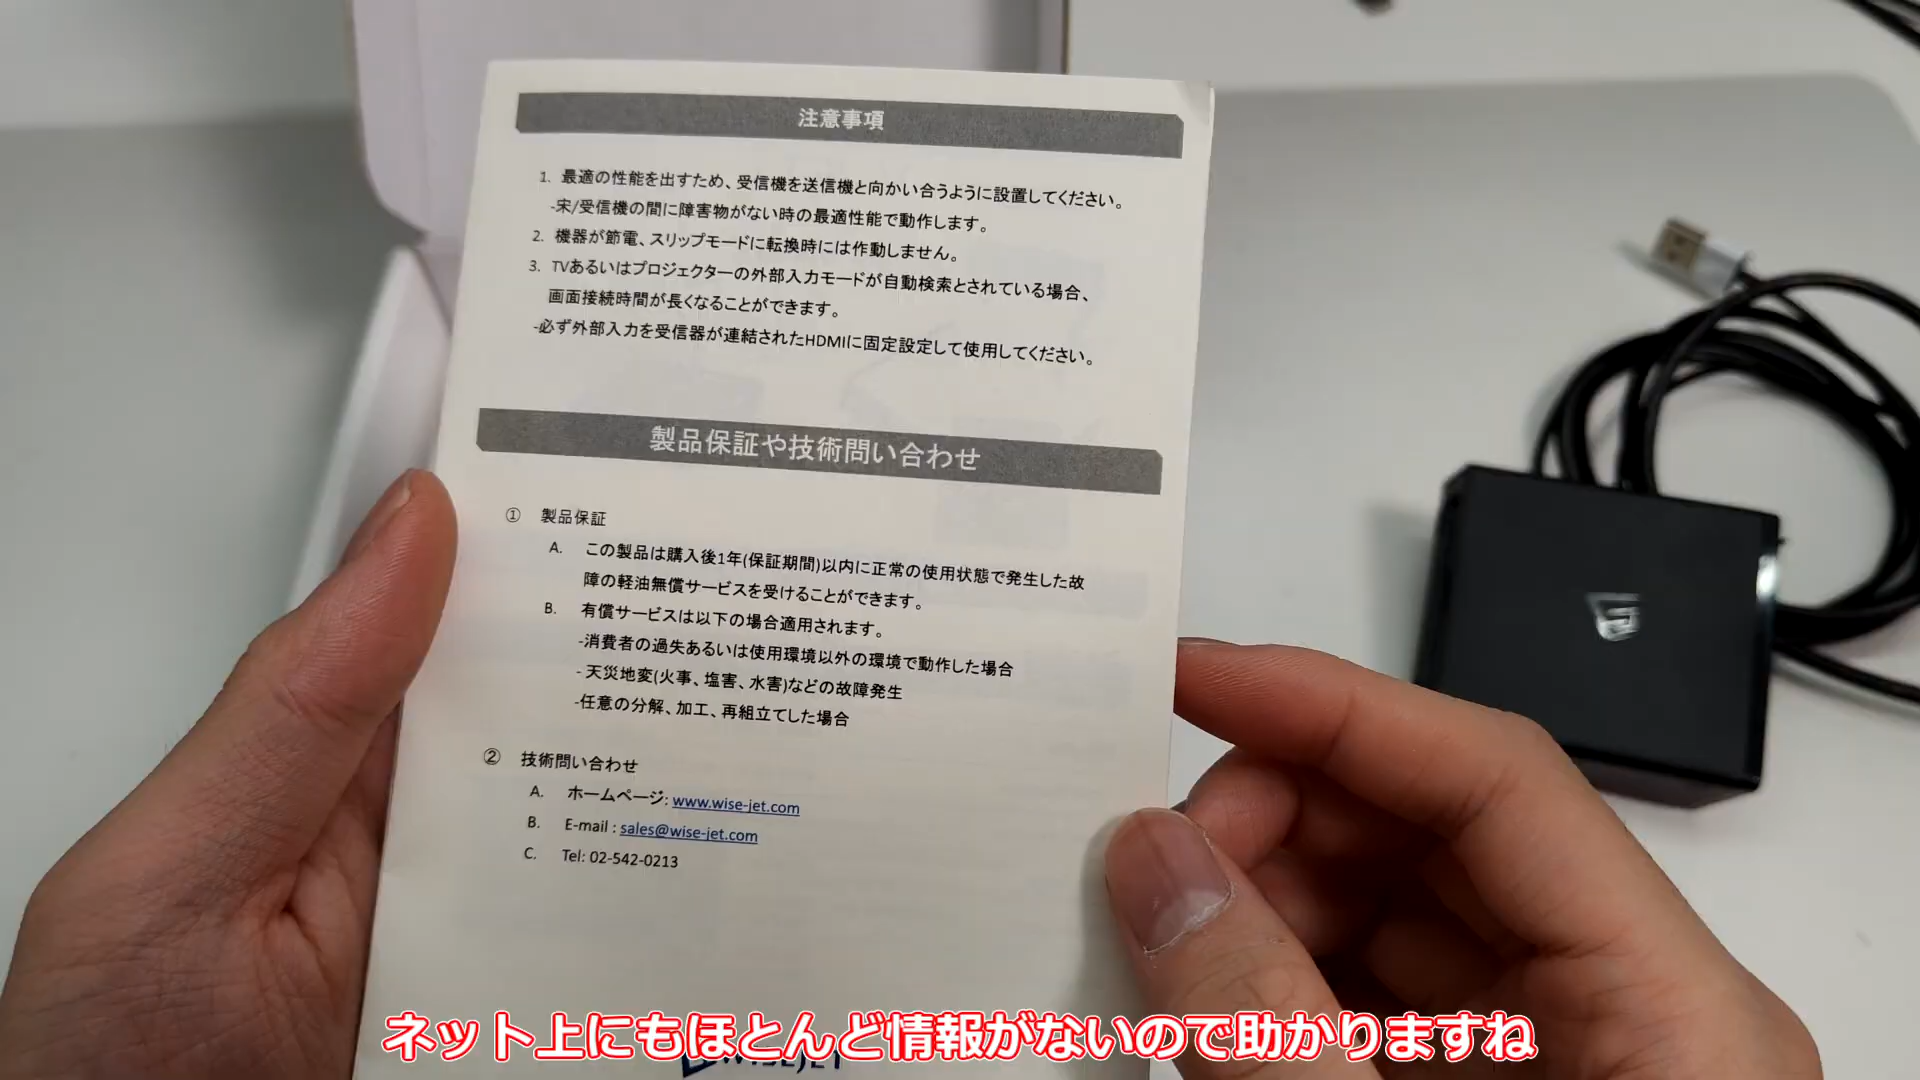 注意事項
1. 最適の性能を出すため、受信機を送信機と向かい合うように設置してください。
-宋/受信機の間に障害物がない時の最適性能で動作します。
2. 機器が節電、スリップモードに転換時には作動しません。
3. TVあるいはプロジェクターの外部入力モードが自動検索とされている場合、
画面接続時間が長くなることができます。
-必ず外部入力を受信器が連結されたHDMIに固定設定して使用してください。
製品保証や技術問い合わせ
① 製品保証
A. この製品は購入後1年(保証期間)以内に正常の使用状態で発生した故
障の軽油無償サービスを受けることができます。
B. 有償サービスは以下の場合適用されます。
-消費者の過失あるいは使用環境以外の環境で動作した場合
- 天災地変(火事、塩害、水害)などの故障発生
-任意の分解、加工、再組立てした場合
② 技術問い合わせ
A. ホームページ: www.wise-jet.com
B. E-mail : sales@wise-jet.com
C. Tel: 02-542-0213
ネット上にもほとんど情報がないので助かりますね